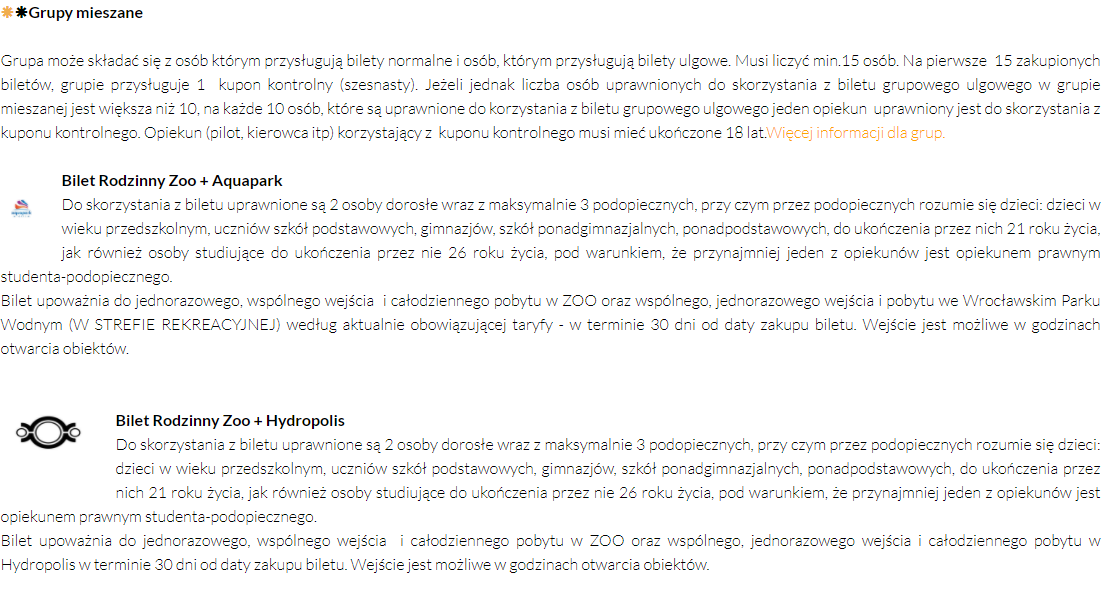 **Grupy mieszane
Grupa może składać się z osób którym przysługują bilety normalne i osób, którym przysługują bilety ulgowe. Musi liczyć min.15 osób. Na pierwsze 15 zakupionych
biletów, grupie przysługuje 1 kupon kontrolny (szesnasty). Jeżeli jednak liczba osób uprawnionych do skorzystania z biletu grupowego ulgowego w grupie
mieszanej jest większa niż 10, na każde 10 osób, które są uprawnione do korzystania z biletu grupowego ulgowego jeden opiekun uprawniony jest do skorzystania z
kuponu kontrolnego. Opiekun (pilot, kierowca itp) korzystający z kuponu kontrolnego musi mieć ukończone 18 lat.Więcej informacji dla grup.
Bilet Rodzinny Zoo + Aquapark
Do skorzystania z biletu uprawnione są 2 osoby dorosłe wraz z maksymalnie 3 podopiecznych, przy czym przez podopiecznych rozumie się dzieci: dzieci w
wieku przedszkolnym, uczniów szkół podstawowych, gimnazjów, szkół ponadgimnazjalnych, ponadpodstawowych, do ukończenia przez nich 21 roku życia,
jak również osoby studiujące do ukończenia przez nie 26 roku życia, pod warunkiem, że przynajmniej jeden z opiekunów jest opiekunem prawnym
studenta-podopiecznego.
Bilet upoważnia do jednorazowego, wspólnego wejścia i całodziennego pobytu w ZOO oraz wspólnego, jednorazowego wejścia i pobytu we Wrocławskim Parku
Wodnym (W STREFIE REKREACYJNEJ) według aktualnie obowiązującej taryfy - w terminie 30 dni od daty zakupu biletu. Wejście jest możliwe w godzinach
otwarcia obiektów.
Bilet Rodzinny Zoo + Hydropolis
Do skorzystania z biletu uprawnione są 2 osoby dorosłe wraz z maksymalnie 3 podopiecznych, przy czym przez podopiecznych rozumie się dzieci:
dzieci w wieku przedszkolnym, uczniów szkół podstawowych, gimnazjów, szkół ponadgimnazjalnych, ponadpodstawowych, do ukończenia przez
nich 21 roku życia, jak również osoby studiujące do ukończenia przez nie 26 roku życia, pod warunkiem, że przynajmniej jeden z opiekunów jest
opiekunem prawnym studenta-podopiecznego.
Bilet upoważnia do jednorazowego, wspólnego wejścia i całodziennego pobytu w ZOO oraz wspólnego, jednorazowego wejścia i całodziennego pobytu w
Hydropolis w terminie 30 dni od daty zakupu biletu. Wejście jest możliwe w godzinach otwarcia obiektów.